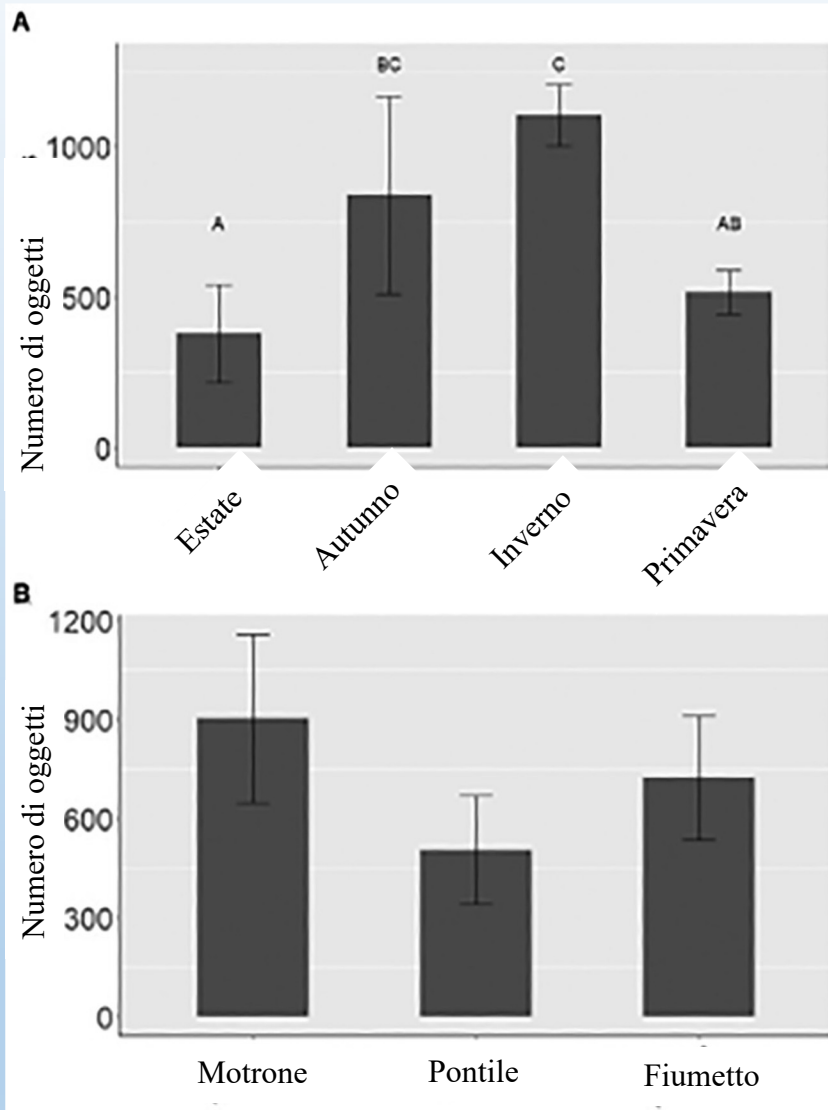 A
BC
C
A
AB
1000
500
0
Numero di oggetti
Estate
Autunno
Inverno
Primavera
B
1200
900
600
300
0
Numero di oggetti
Motrone
Pontile
Fiumetto